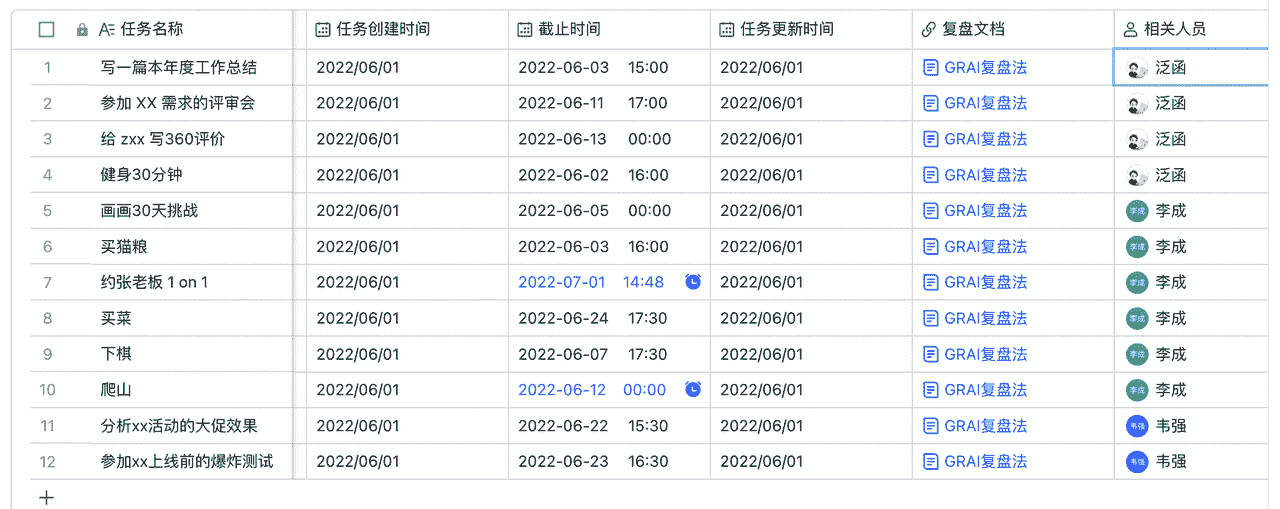 任务名称 任务创建时间 截止时间 任务更新时间 复盘文档 相关人员
1 写一篇本年度工作总结 2022/06/01 2022-06-03 15:00 2022/06/01 GRAI复盘法 泛函
2 参加 XX 需求的评审会 2022/06/01 2022-06-11 17:00 2022/06/01 GRAI复盘法 泛函
3 给 zxx 写360评价 2022/06/01 2022-06-13 00:00 2022/06/01 GRAI复盘法 泛函
4 健身30分钟 2022/06/01 2022-06-02 16:00 2022/06/01 GRAI复盘法 泛函
5 画画30天挑战 2022/06/01 2022-06-05 00:00 2022/06/01 GRAI复盘法 李成 李成
6 买猫粮 2022/06/01 2022-06-03 16:00 2022/06/01 GRAI复盘法 李成 李成
7 约张老板 1 on 1 2022/06/01 2022-07-01 14:48 2022/06/01 GRAI复盘法 李成 李成
8 买菜 2022/06/01 2022-06-24 17:30 2022/06/01 GRAI复盘法 李成 李成
9 下棋 2022/06/01 2022-06-07 17:30 2022/06/01 GRAI复盘法 李成 李成
10 爬山 2022/06/01 2022-06-12 00:00 2022/06/01 GRAI复盘法 李成 李成
11 分析xx活动的大促效果 2022/06/01 2022-06-22 15:30 2022/06/01 GRAI复盘法 韦强 韦强
12 参加xx上线前的爆炸测试 2022/06/01 2022-06-23 16:30 2022/06/01 GRAI复盘法 韦强 韦强